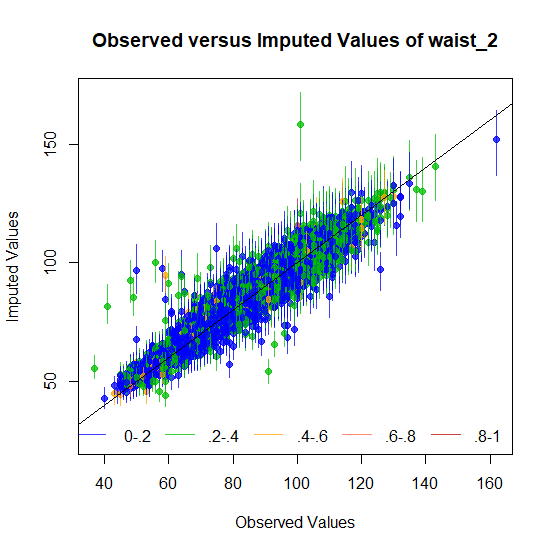 Observed versus Imputed Values of waist_2
Imputed Values
150
100
50
0-.2 .2-.4 .4-.6 .6-.8 .8-1
40 60 80 100 120 140 160
Observed Values